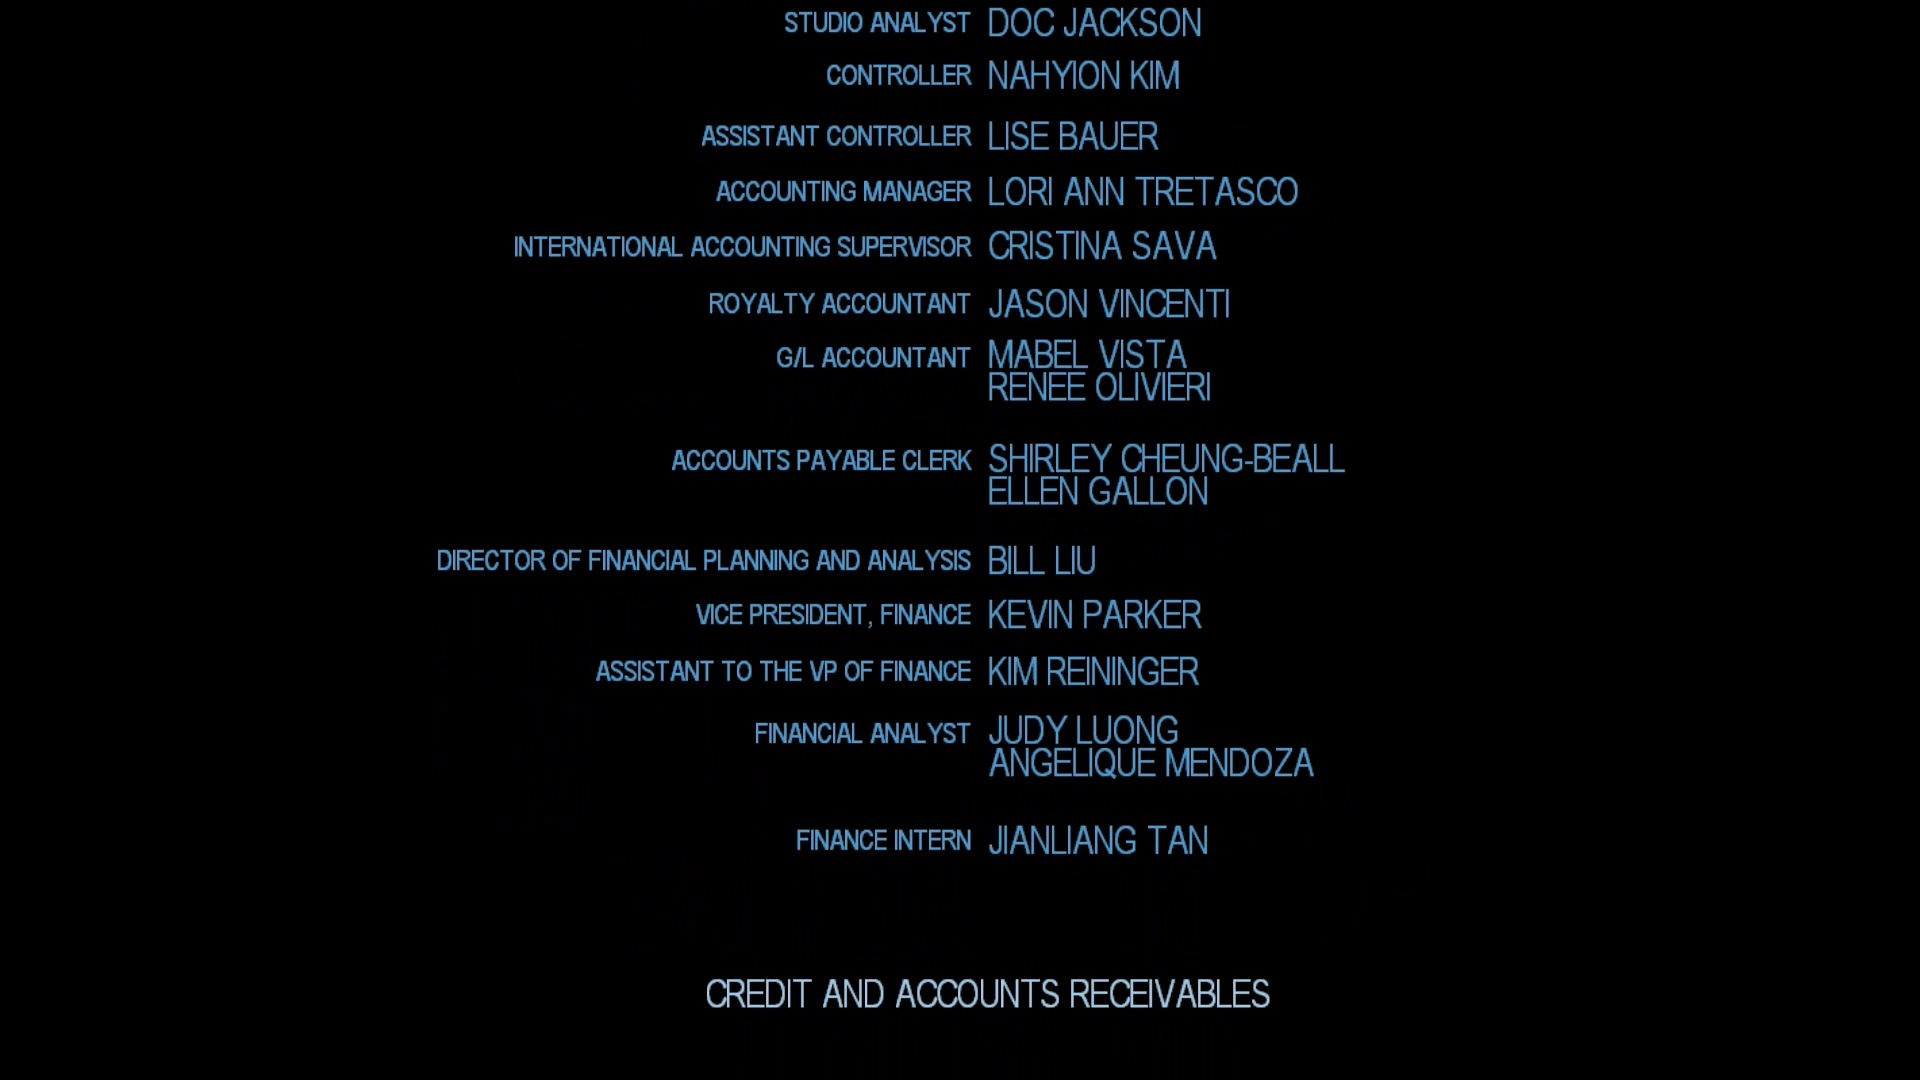 STUDIO ANALYST DOC JACKSON
CONTROLLER NAHYION KIM
ASSISTANT CONTROLLER LISE BAUER
ACCOUNTING MANAGER LORI ANN TRETASCO
INTERNATIONAL ACCOUNTING SUPERVISOR CRISTINA SAVA
ROYALTY ACCOUNTANT JASON VINCENTI
G/L ACCOUNTANT MABEL VISTA
RENEE OLIVIERI
ACCOUNTS PAYABLE CLERK SHIRLEY CHEUNG-BEALL
ELLEN GALLON
DIRECTOR OF FINANCIAL PLANNING AND ANALYSIS BILL LIU
VICE PRESIDENT, FINANCE KEVIN PARKER
ASSISTANT TO THE VP OF FINANCE KIM REININGER
FINANCIAL ANALYST JUDY LUONG
ANGELIQUE MENDOZA
FINANCE INTERN JIANLIANG TAN
CREDIT AND ACCOUNTS RECEIVABLES